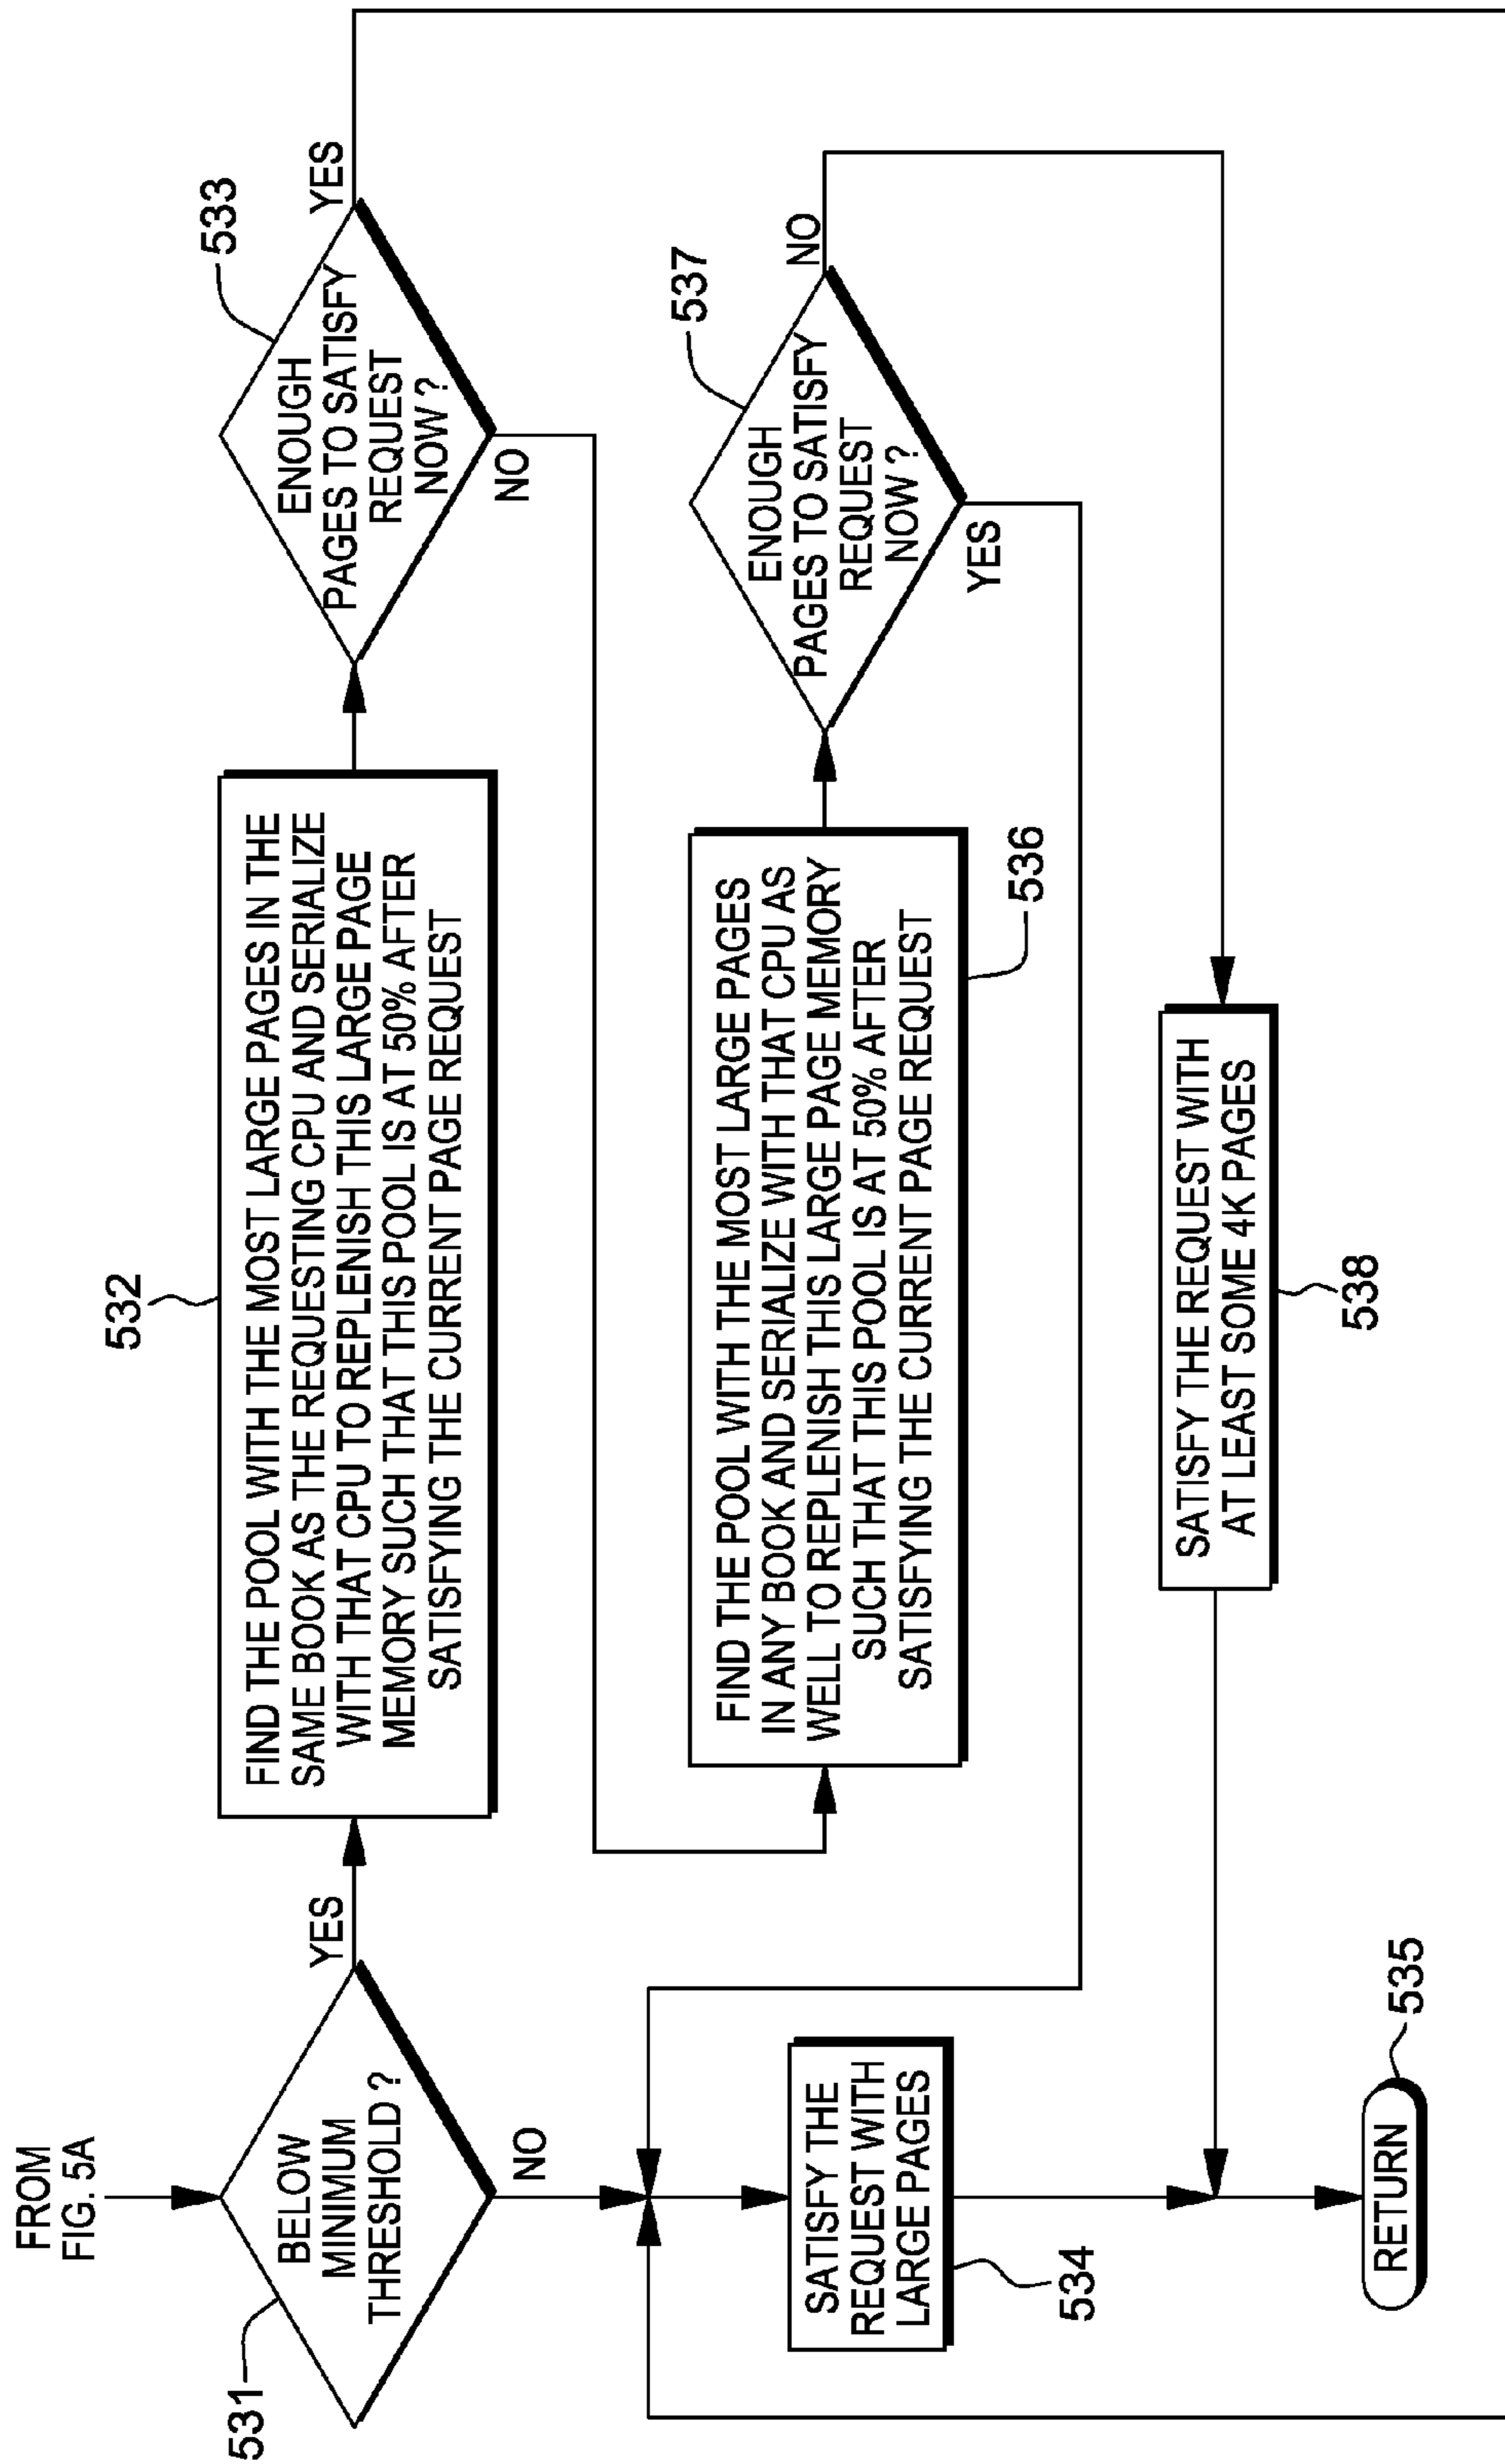 FROM
FIG. 5A
531
BELOW
MINIMUM
THRESHOLD ?
YES
NO
532
FIND THE POOL WITH THE MOST LARGE PAGES IN THE
SAME BOOK AS THE REQUESTING CPU AND SERIALIZE
WITH THAT CPU TO REPLENISH THIS LARGE PAGE
MEMORY SUCH THAT THIS POOL IS AT 50% AFTER
SATISFYING THE CURRENT PAGE REQUEST
533
ENOUGH
PAGES TO SATISFY
REQUEST
NOW ?
YES
NO
FIND THE POOL WITH THE MOST LARGE PAGES
IN ANY BOOK AND SERIALIZE WITH THAT CPU AS
WELL TO REPLENISH THIS LARGE PAGE MEMORY
SUCH THAT THIS POOL IS AT 50% AFTER
SATISFYING THE CURRENT PAGE REQUEST
536
537
ENOUGH
PAGES TO SATISFY
REQUEST
NOW ?
NO
YES
SATISFY THE
REQUEST WITH
LARGE PAGES
534
SATISFY THE REQUEST WITH
AT LEAST SOME 4K PAGES
538
RETURN
535